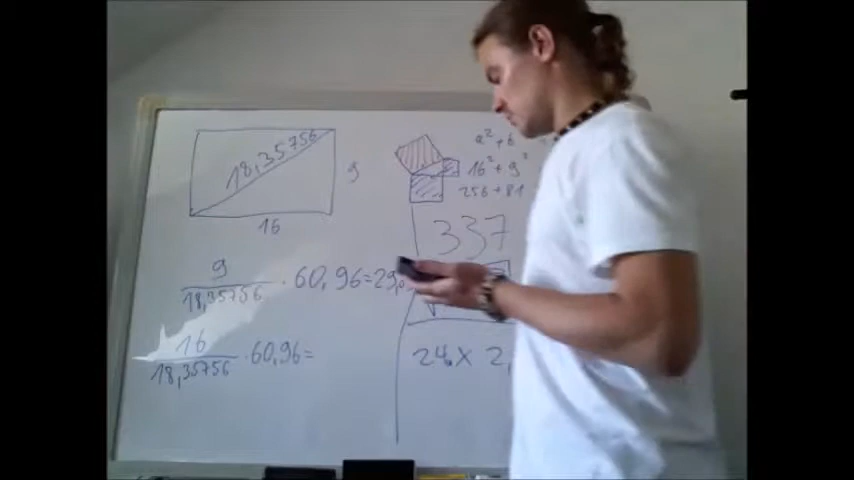 18,35756
9
16
a² + b
16² + 9²
256 + 81
337
9
18,35756
· 60,96 = 29,
16
18,35756
· 60,96 =
24 x 2,